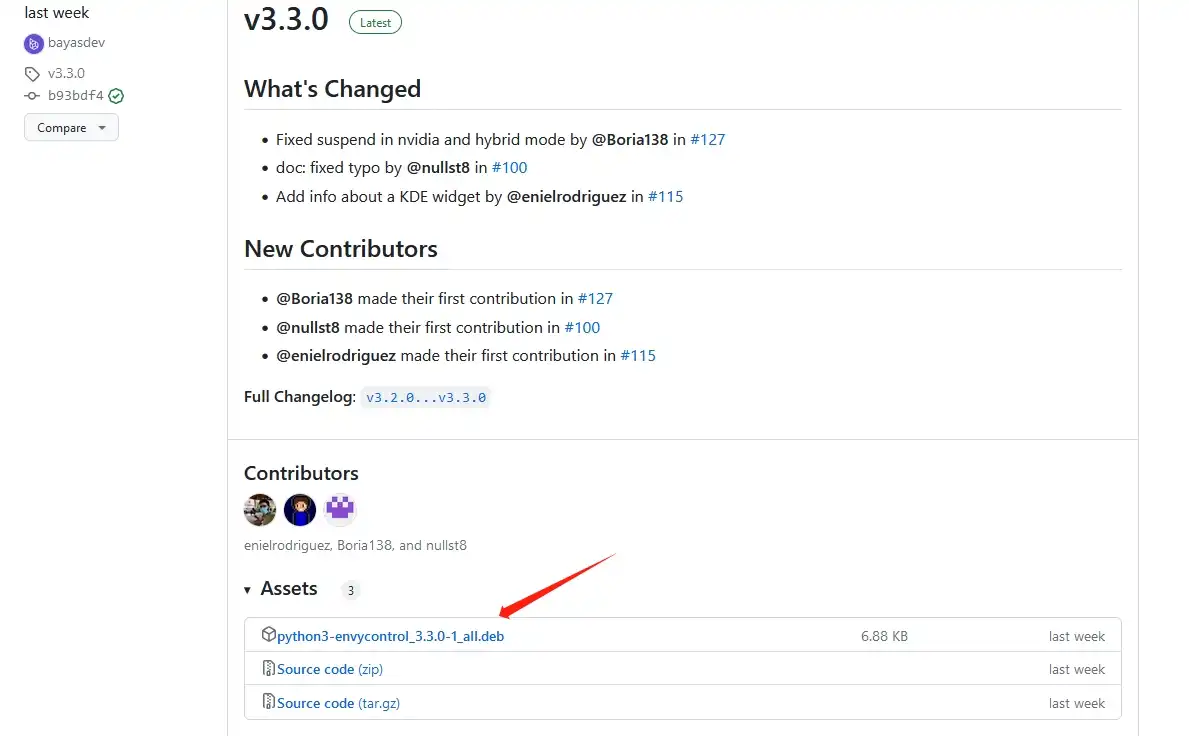 last week
bayasdev
v3.3.0
b93bdf4
Compare
v3.3.0 Latest
What's Changed
Fixed suspend in nvidia and hybrid mode by @Boria138 in #127
doc: fixed typo by @nullst8 in #100
Add info about a KDE widget by @enielrodriguez in #115
New Contributors
@Boria138 made their first contribution in #127
@nullst8 made their first contribution in #100
@enielrodriguez made their first contribution in #115
Full Changelog: v3.2.0...v3.3.0
Contributors
enielrodriguez, Boria138, and nullst8
Assets 3
python3-envycontrol_3.3.0-1_all.deb 6.88 KB last week
Source code (zip) last week
Source code (tar.gz) last week